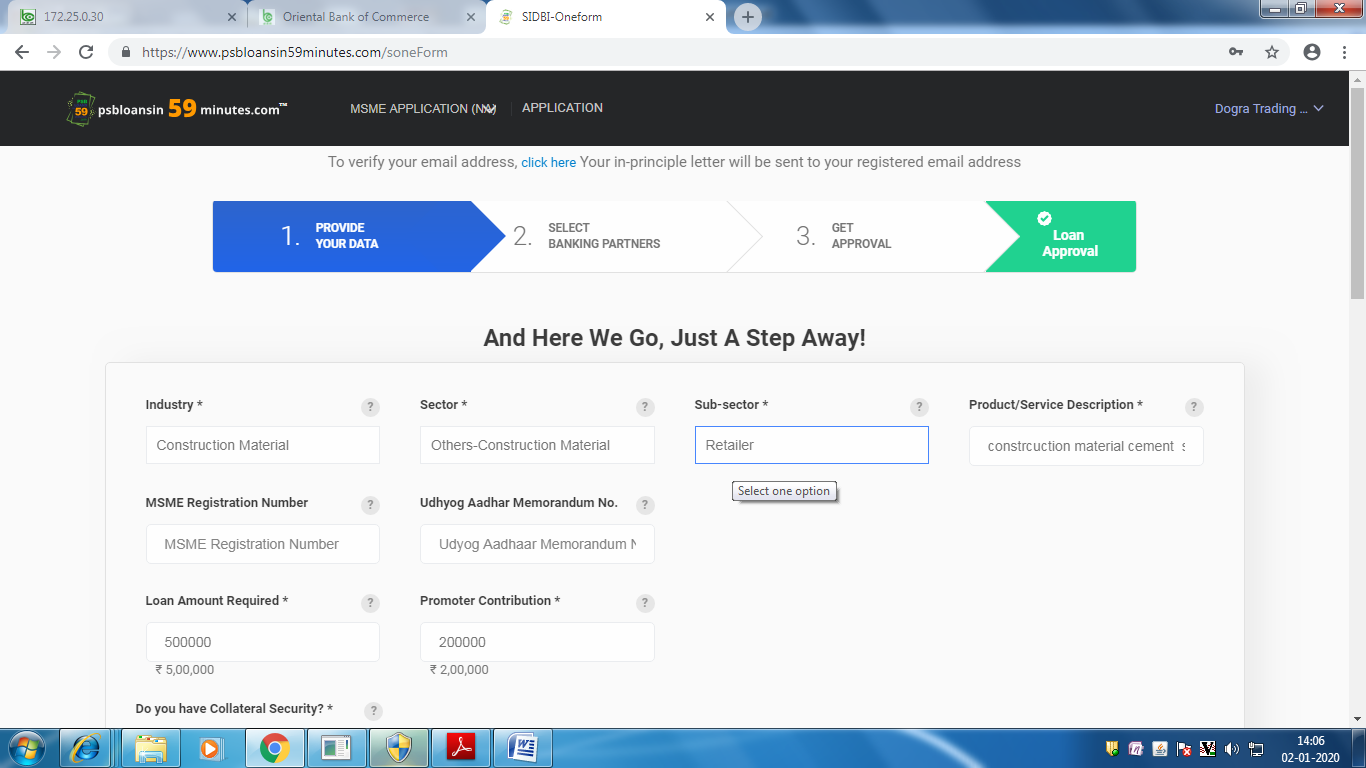 172.25.0.30
Oriental Bank of Commerce
SIDBI-Oneform
https://www.psbloansin59minutes.com/soneForm
psbloansin 59 minutes.com™
MSME APPLICATION
APPLICATION
Dogra Trading ...
To verify your email address, click here Your in-principle letter will be sent to your registered email address
1. PROVIDE
YOUR DATA
2. SELECT
BANKING PARTNERS
3. GET
APPROVAL
Loan
Approval
And Here We Go, Just A Step Away!
Industry * ?
Sector * ?
Sub-sector * ?
Product/Service Description * ?
Construction Material
Others-Construction Material
Retailer
constrcuction material cement s
Select one option
MSME Registration Number ?
Udhyog Aadhar Memorandum No. ?
MSME Registration Number
Udyog Aadhaar Memorandum N
Loan Amount Required * ?
Promoter Contribution * ?
500000
200000
₹ 5,00,000
₹ 2,00,000
Do you have Collateral Security? * ?
14:06
02-01-2020